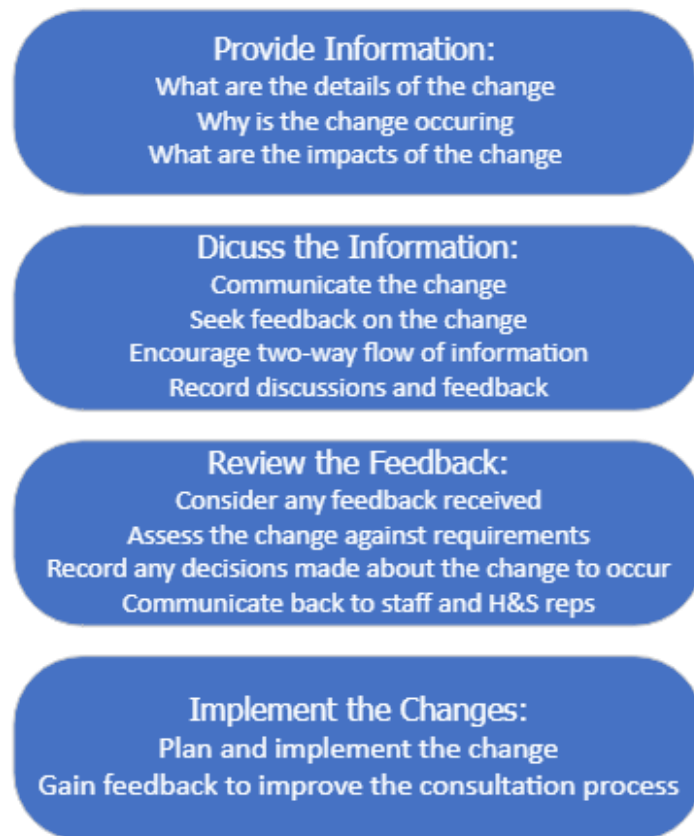 Provide Information:
What are the details of the change
Why is the change occuring
What are the impacts of the change
Dicuss the Information:
Communicate the change
Seek feedback on the change
Encourage two-way flow of information
Record discussions and feedback
Review the Feedback:
Consider any feedback received
Assess the change against requirements
Record any decisions made about the change to occur
Communicate back to staff and H&S reps
Implement the Changes:
Plan and implement the change
Gain feedback to improve the consultation process